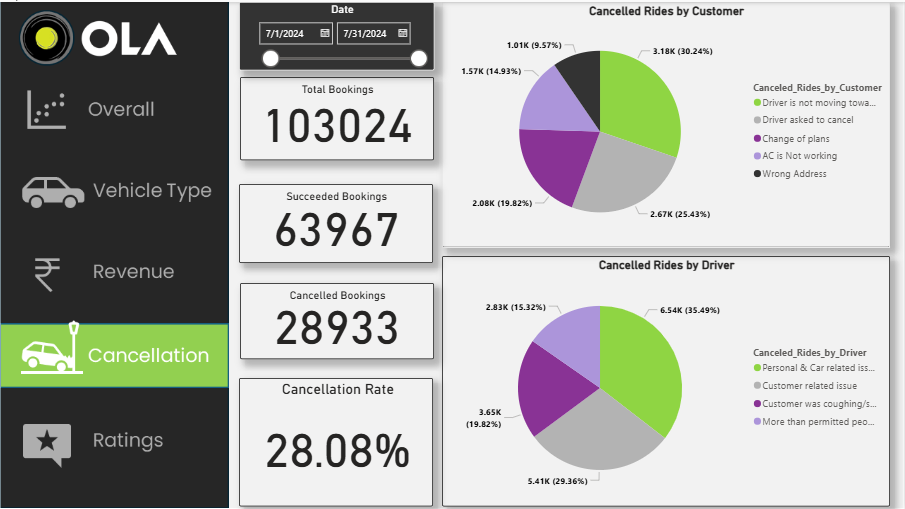 OLA
Overall
Vehicle Type
Revenue
Cancellation
Ratings
Date
7/1/2024 7/31/2024
Total Bookings
103024
Succeeded Bookings
63967
Cancelled Bookings
28933
Cancellation Rate
28.08%
Cancelled Rides by Customer
1.01K (9.57%)
3.18K (30.24%)
1.57K (14.93%)
2.08K (19.82%)
2.67K (25.43%)
Canceled_Rides_by_Customer
Driver is not moving towa...
Driver asked to cancel
Change of plans
AC is Not working
Wrong Address
Cancelled Rides by Driver
2.83K (15.32%)
6.54K (35.49%)
3.65K
(19.82%)
5.41K (29.36%)
Canceled_Rides_by_Driver
Personal & Car related iss...
Customer related issue
Customer was coughing/s...
More than permitted peo...